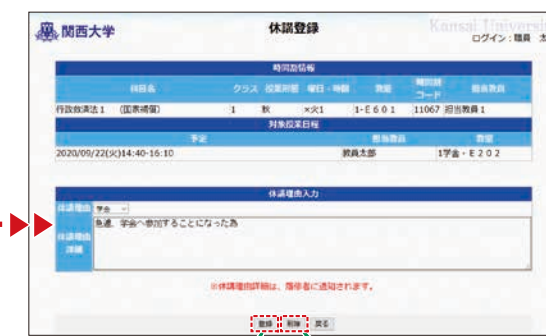 関西大学
休講登録
Kansai Universi
ログイン：職員 太
時間割情報
科目名 クラス 授業形態 曜日・時限 教室 時間割コード 担当教員
行政救済法１ （国家補償） 1 秋 ×火1 1-Ｅ６０１ 11067 担当教員１
対象授業日程
予定 担当教員 教室
2020/09/22(火)14:40-16:10 教員太郎 1学舎・Ｅ２０２
休講理由入力
休講理由 学会
休講理由詳細 急遽、学会へ参加することになった為
※休講理由詳細は、履修者に通知されます。
登録 削除 戻る